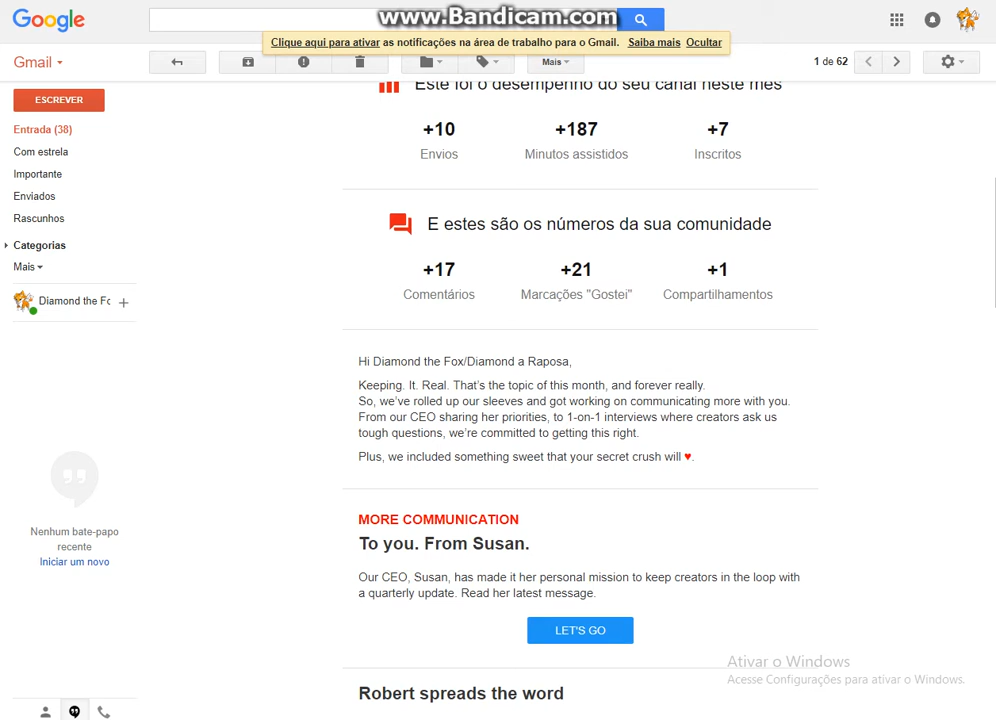 Google
www.Bandicam.com
Clique aqui para ativar as notificações na área de trabalho para o Gmail. Saiba mais Ocultar
Gmail
Mais
1 de 62
ESCREVER
Entrada (38)
Com estrela
Importante
Enviados
Rascunhos
Categorias
Mais
Diamond the Fo
Nenhum bate-papo
recente
Iniciar um novo
Este foi o desempenho do seu canal neste mês
+10 +187 +7
Envios Minutos assistidos Inscritos
E estes são os números da sua comunidade
+17 +21 +1
Comentários Marcações "Gostei" Compartilhamentos
Hi Diamond the Fox/Diamond a Raposa,
Keeping. It. Real. That's the topic of this month, and forever really.
So, we've rolled up our sleeves and got working on communicating more with you.
From our CEO sharing her priorities, to 1-on-1 interviews where creators ask us
tough questions, we're committed to getting this right.
Plus, we included something sweet that your secret crush will ♥.
MORE COMMUNICATION
To you. From Susan.
Our CEO, Susan, has made it her personal mission to keep creators in the loop with
a quarterly update. Read her latest message.
LET'S GO
Robert spreads the word
Ativar o Windows
Acesse Configurações para ativar o Windows.